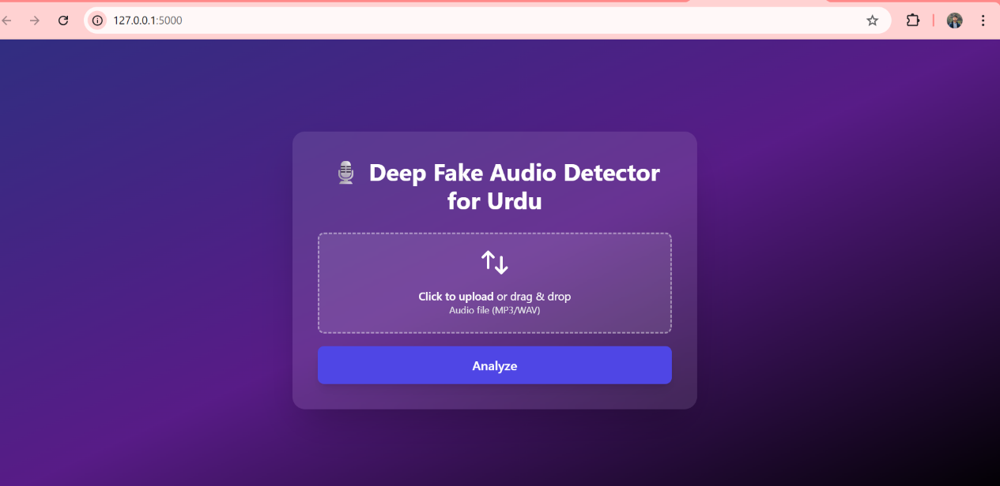 127.0.0.1:5000
Deep Fake Audio Detector
for Urdu
Click to upload or drag & drop
Audio file (MP3/WAV)
Analyze